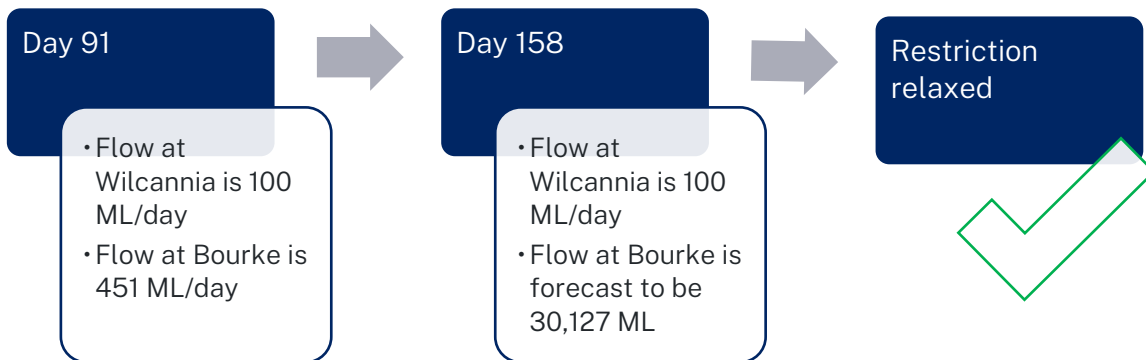 Day 91
• Flow at
Wilcannia is 100
ML/day
• Flow at Bourke is
451 ML/day
Day 158
• Flow at
Wilcannia is 100
ML/day
• Flow at Bourke is
forecast to be
30,127 ML
Restriction
relaxed